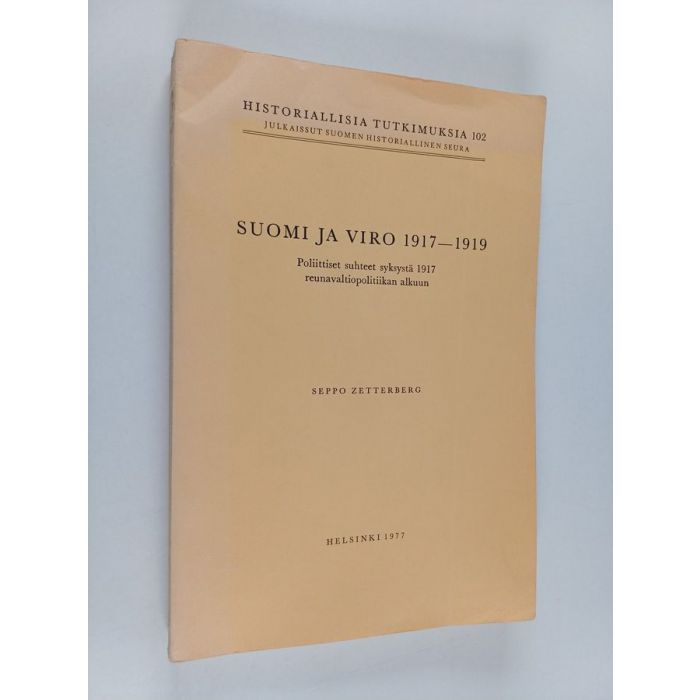 HISTORIALLISIA TUTKIMUKSIA 102
JULKAISSUT SUOMEN HISTORIALLINEN SEURA
SUOMI JA VIRO 1917—1919
Poliittiset suhteet syksystä 1917
reunavaltiopolitiikan alkuun
SEPPO ZETTERBERG
HELSINKI 1977